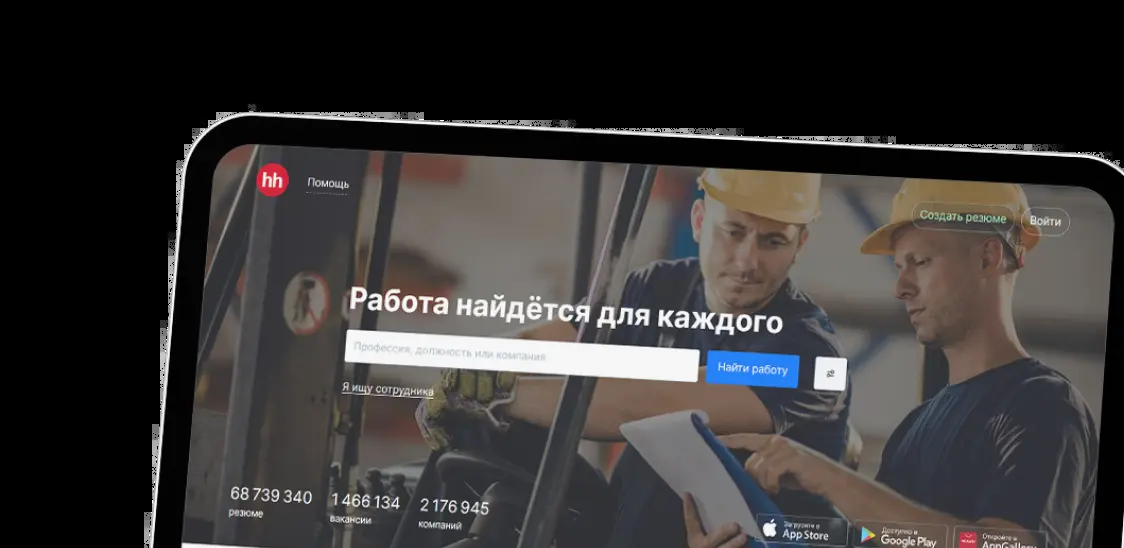 hh
Помощь
Создать резюме
Войти
Работа найдётся для каждого
Профессия, должность или компания
Найти работу
Я ищу сотрудника
68 739 340
резюме
1 466 134
вакансии
2 176 945
компаний
Загрузите в
App Store
Доступно в
Google Play
Откройте в
AppGallery